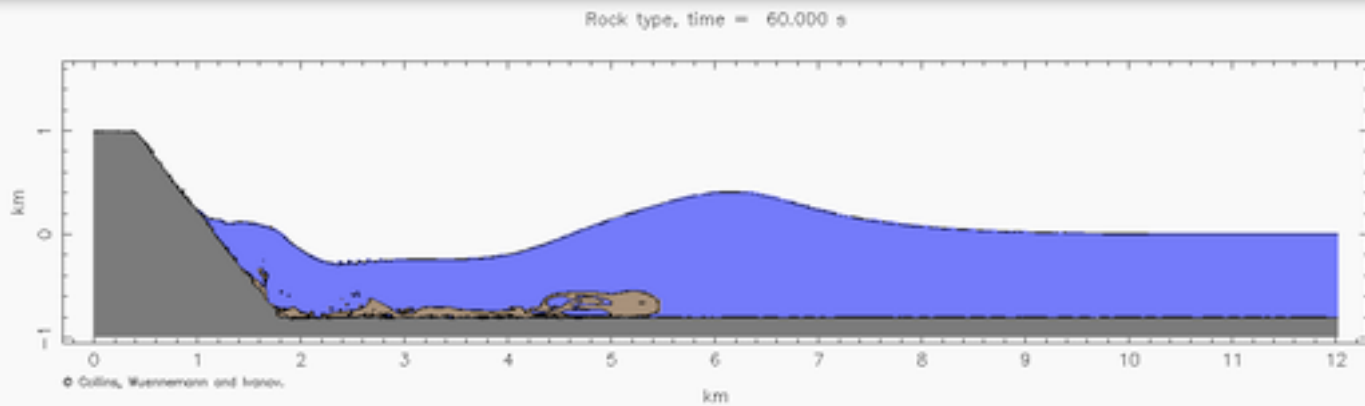 Rock type, time = 60.000 s
km
1
0
-1
0 1 2 3 4 5 6 7 8 9 10 11 12
© Collins, Wuennemann and Ivanov.
km